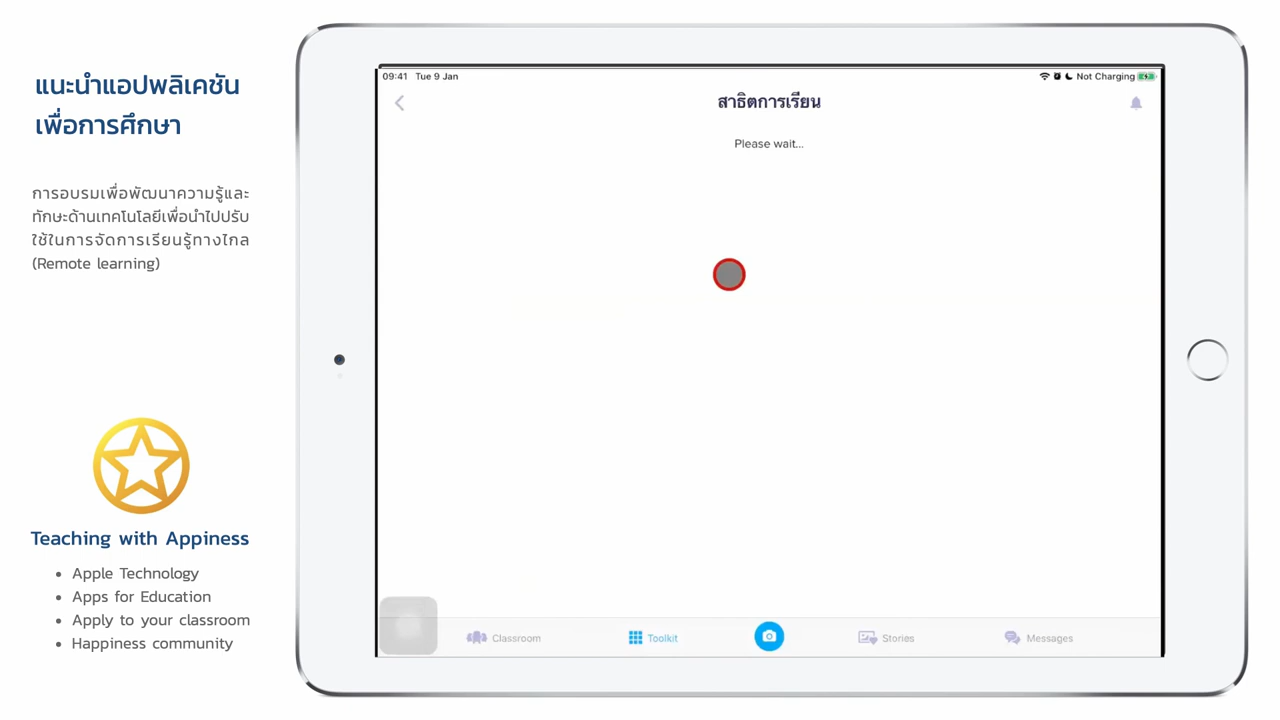 แนะนำแอปพลิเคชัน
เพื่อการศึกษา
การอบรมเพื่อพัฒนาความรู้และ
ทักษะด้านเทคโนโลยีเพื่อนำไปปรับ
ใช้ในการจัดการเรียนรู้ทางไกล
(Remote learning)
Teaching with Appiness
• Apple Technology
• Apps for Education
• Apply to your classroom
• Happiness community
09:41 Tue 9 Jan
Not Charging
สาธิตการเรียน
Please wait...
Classroom
Toolkit
Stories
Messages